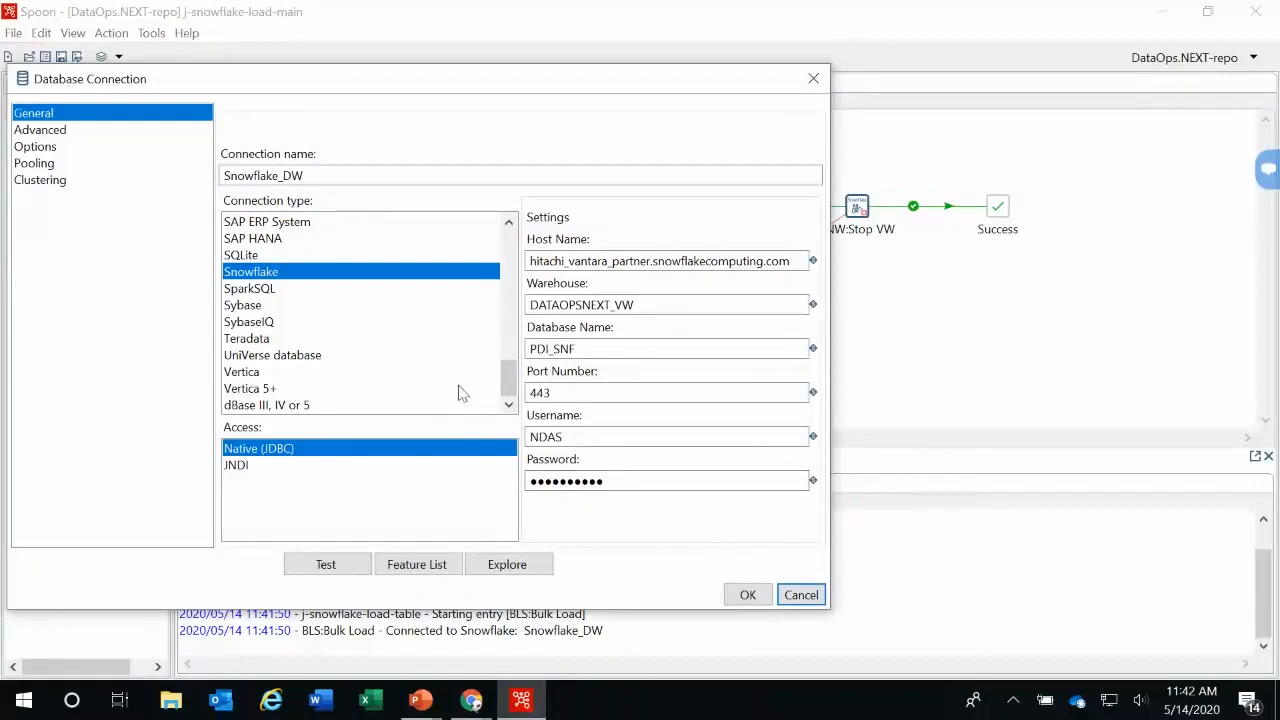 Spoon - [DataOps.NEXT-repo] j-snowflake-load-main
File Edit View Action Tools Help
DataOps.NEXT-repo
Database Connection
General
Advanced
Options
Pooling
Clustering
Connection name:
Snowflake_DW
Connection type:
SAP ERP System
SAP HANA
SQLite
Snowflake
SparkSQL
Sybase
SybaseIQ
Teradata
UniVerse database
Vertica
Vertica 5+
dBase III, IV or 5
Access:
Native (JDBC)
JNDI
Settings
Host Name:
hitachi_vantara_partner.snowflakecomputing.com
Warehouse:
DATAOPSNEXT_VW
Database Name:
PDI_SNF
Port Number:
443
Username:
NDAS
Password:
●●●●●●●●●●
Test Feature List Explore
OK Cancel
W:Stop VW
Success
2020/05/14 11:41:50 - j-snowflake-load-table - Starting entry [BLS:Bulk Load]
2020/05/14 11:41:50 - BLS:Bulk Load - Connected to Snowflake: Snowflake_DW
11:42 AM
5/14/2020
14